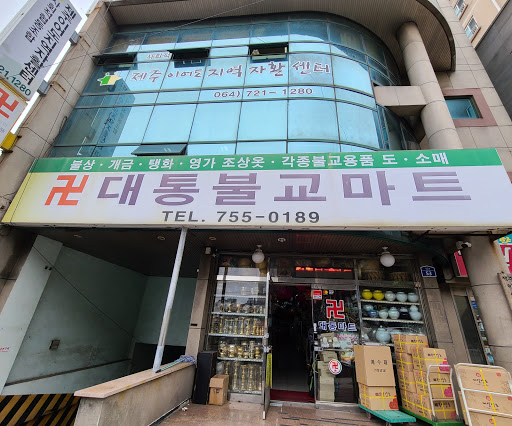 제주이어도지역자활센터
064) 721-1280
21.1280
불상·개금·탱화·영가 조상옷·각종불교용품 도·소매
卍 대통불교마트
TEL. 755-0189
卍
대통마트